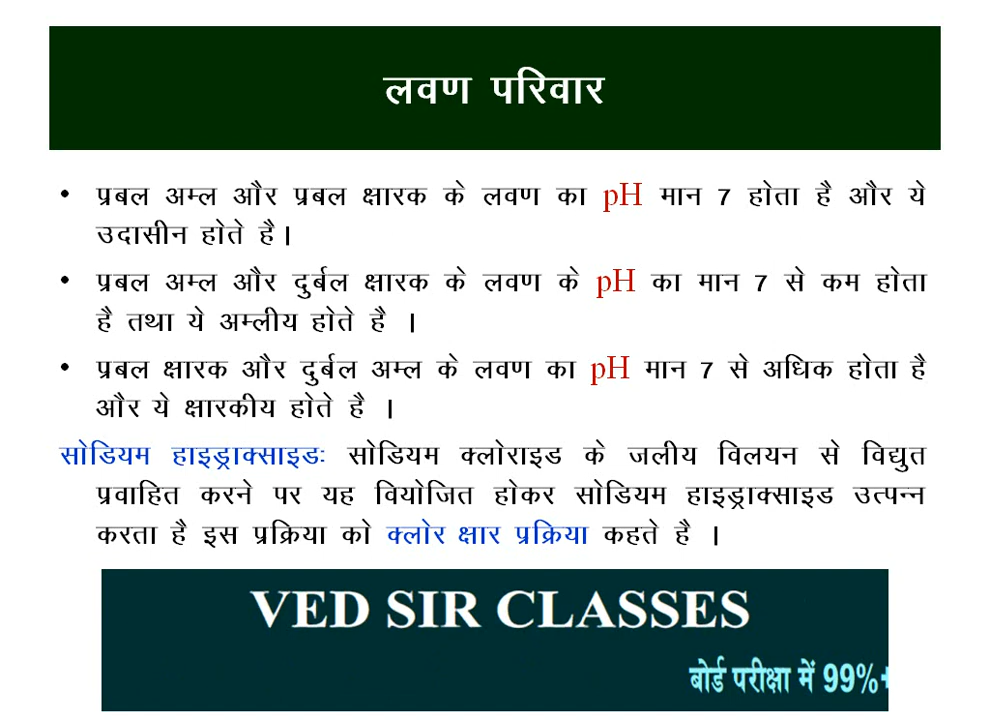 लवण परिवार
• प्रबल अम्ल और प्रबल क्षारक के लवण का pH मान 7 होता है और ये
उदासीन होते है।
• प्रबल अम्ल और दुर्बल क्षारक के लवण के pH का मान 7 से कम होता
है तथा ये अम्लीय होते है ।
• प्रबल क्षारक और दुर्बल अम्ल के लवण का pH मान 7 से अधिक होता है
और ये क्षारकीय होते है ।
सोडियम हाइड्राक्साइडः सोडियम क्लोराइड के जलीय विलयन से विद्युत
प्रवाहित करने पर यह वियोजित होकर सोडियम हाइड्राक्साइड उत्पन्न
करता है इस प्रक्रिया को क्लोर क्षार प्रक्रिया कहते है ।
VED SIR CLASSES
बोर्ड परीक्षा में 99%+